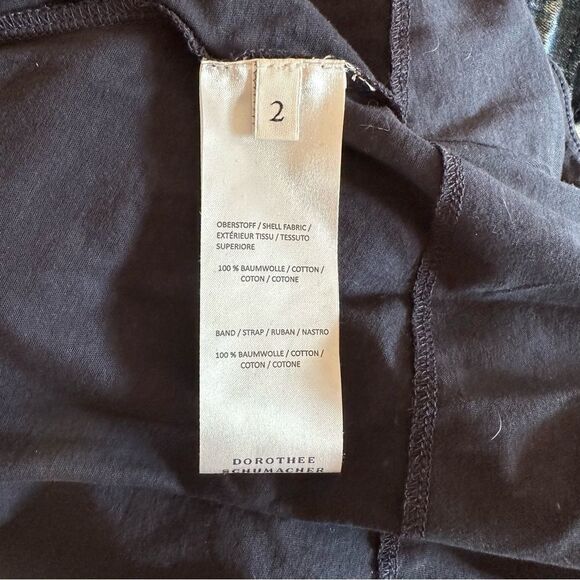 2
OBERSTOFF / SHELL FABRIC /
EXTÉRIEUR TISSU / TESSUTO
SUPERIORE
100 % BAUMWOLLE / COTTON /
COTON / COTONE
BAND / STRAP / RUBAN / NASTRO
100 % BAUMWOLLE / COTTON /
COTON / COTONE
DOROTHEE
SCHUMACHER